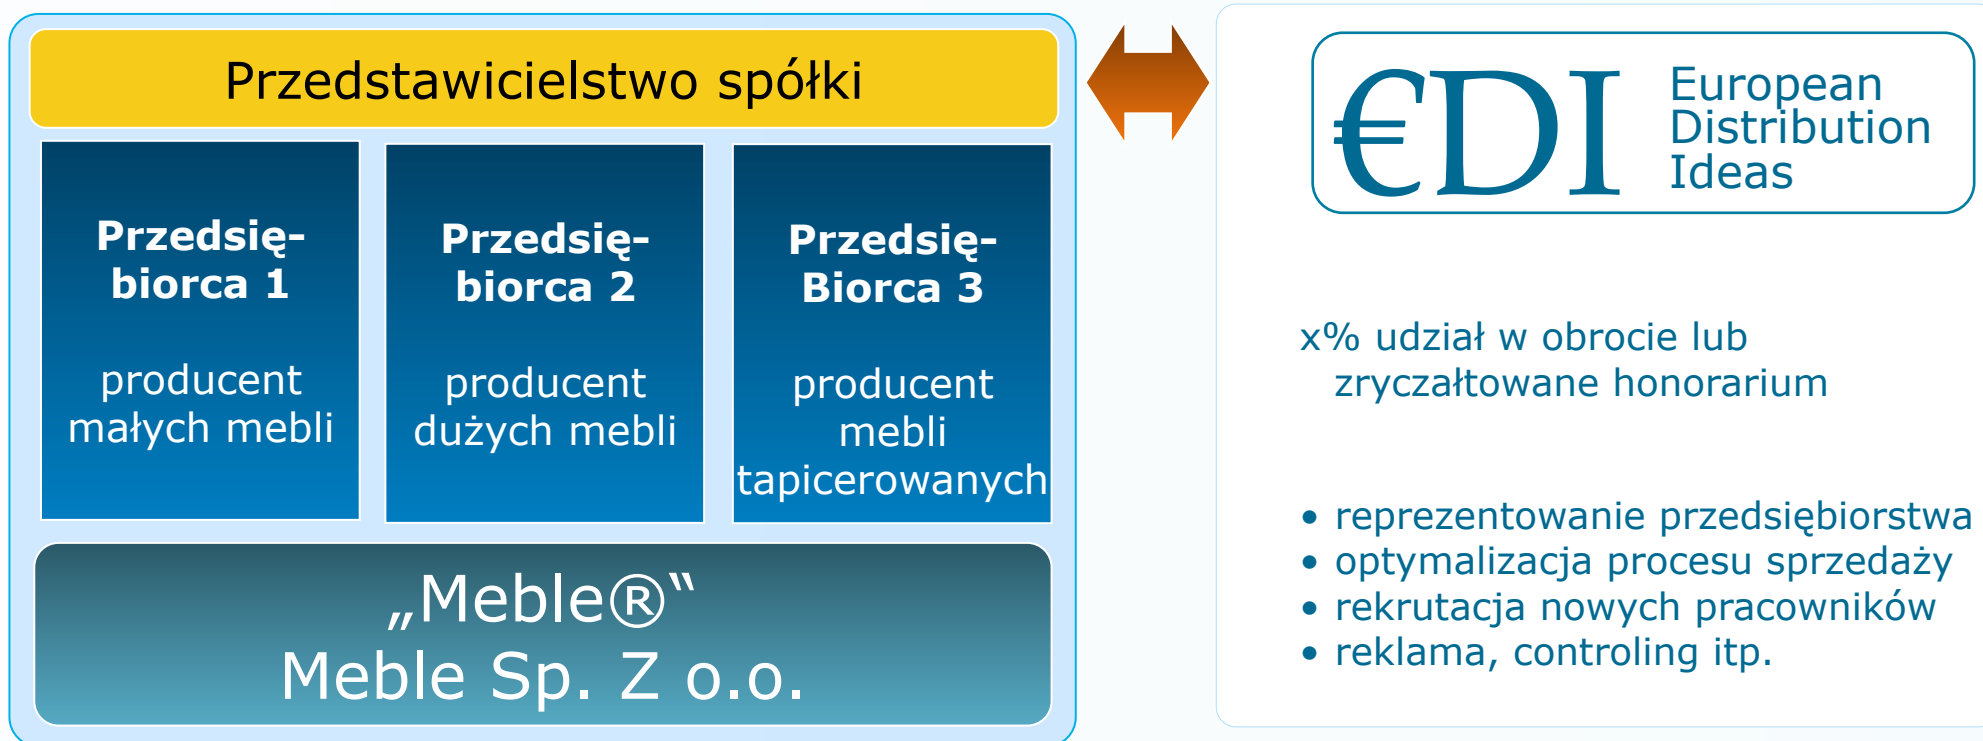 Przedstawicielstwo spółki
Przedsię-
biorca 1
producent
małych mebli
Przedsię-
biorca 2
producent
dużych mebli
Przedsię-
Biorca 3
producent
mebli
tapicerowanych
„Meble®“
Meble Sp. Z o.o.
€DI
European
Distribution
Ideas
x% udział w obrocie lub
zryczałtowane honorarium
• reprezentowanie przedsiębiorstwa
• optymalizacja procesu sprzedaży
• rekrutacja nowych pracowników
• reklama, controling itp.